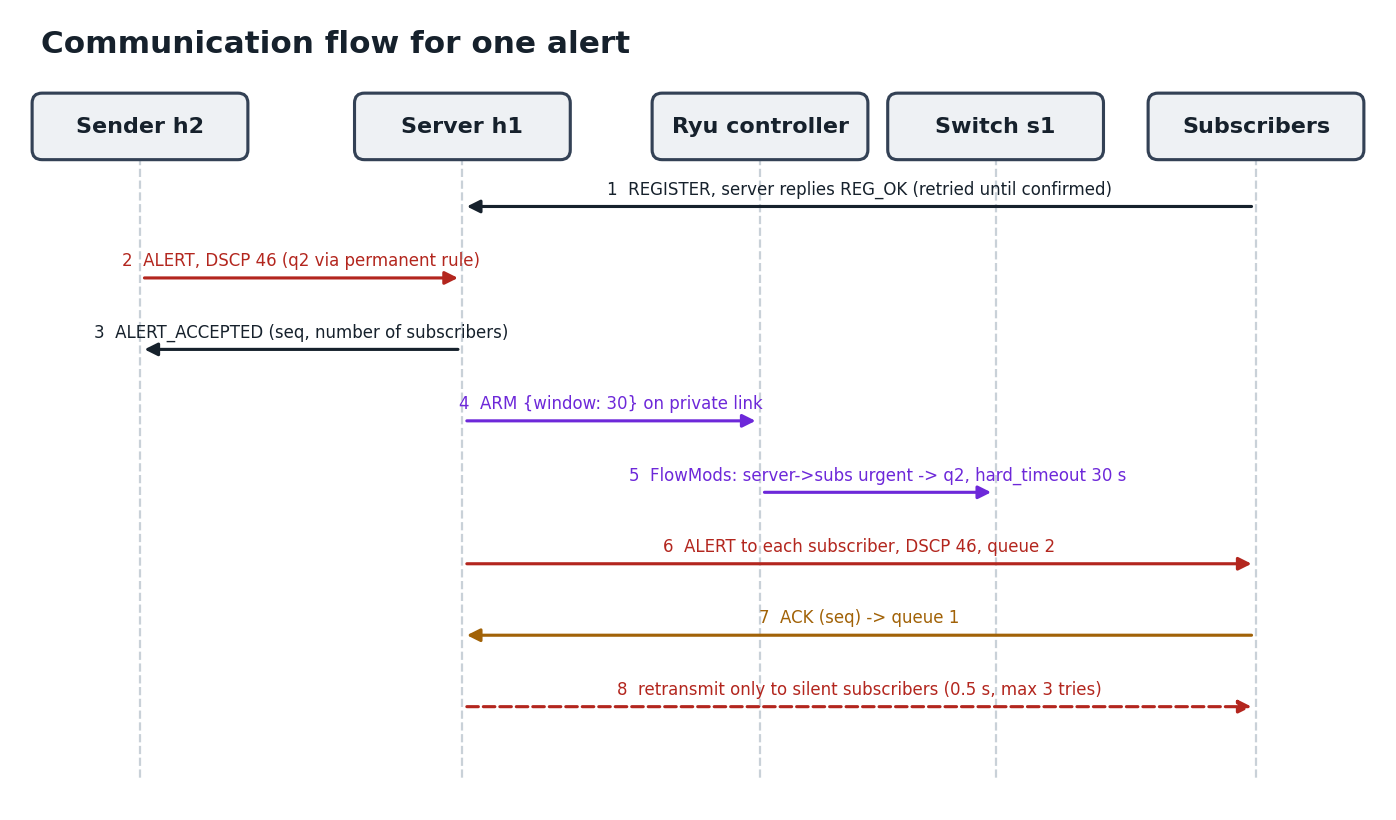 Communication flow for one alert
Sender h2
Server h1
Ryu controller
Switch s1
Subscribers
1  REGISTER, server replies REG_OK (retried until confirmed)
2  ALERT, DSCP 46 (q2 via permanent rule)
3  ALERT_ACCEPTED (seq, number of subscribers)
4  ARM {window: 30} on private link
5  FlowMods: server->subs urgent -> q2, hard_timeout 30 s
6  ALERT to each subscriber, DSCP 46, queue 2
7  ACK (seq) -> queue 1
8  retransmit only to silent subscribers (0.5 s, max 3 tries)